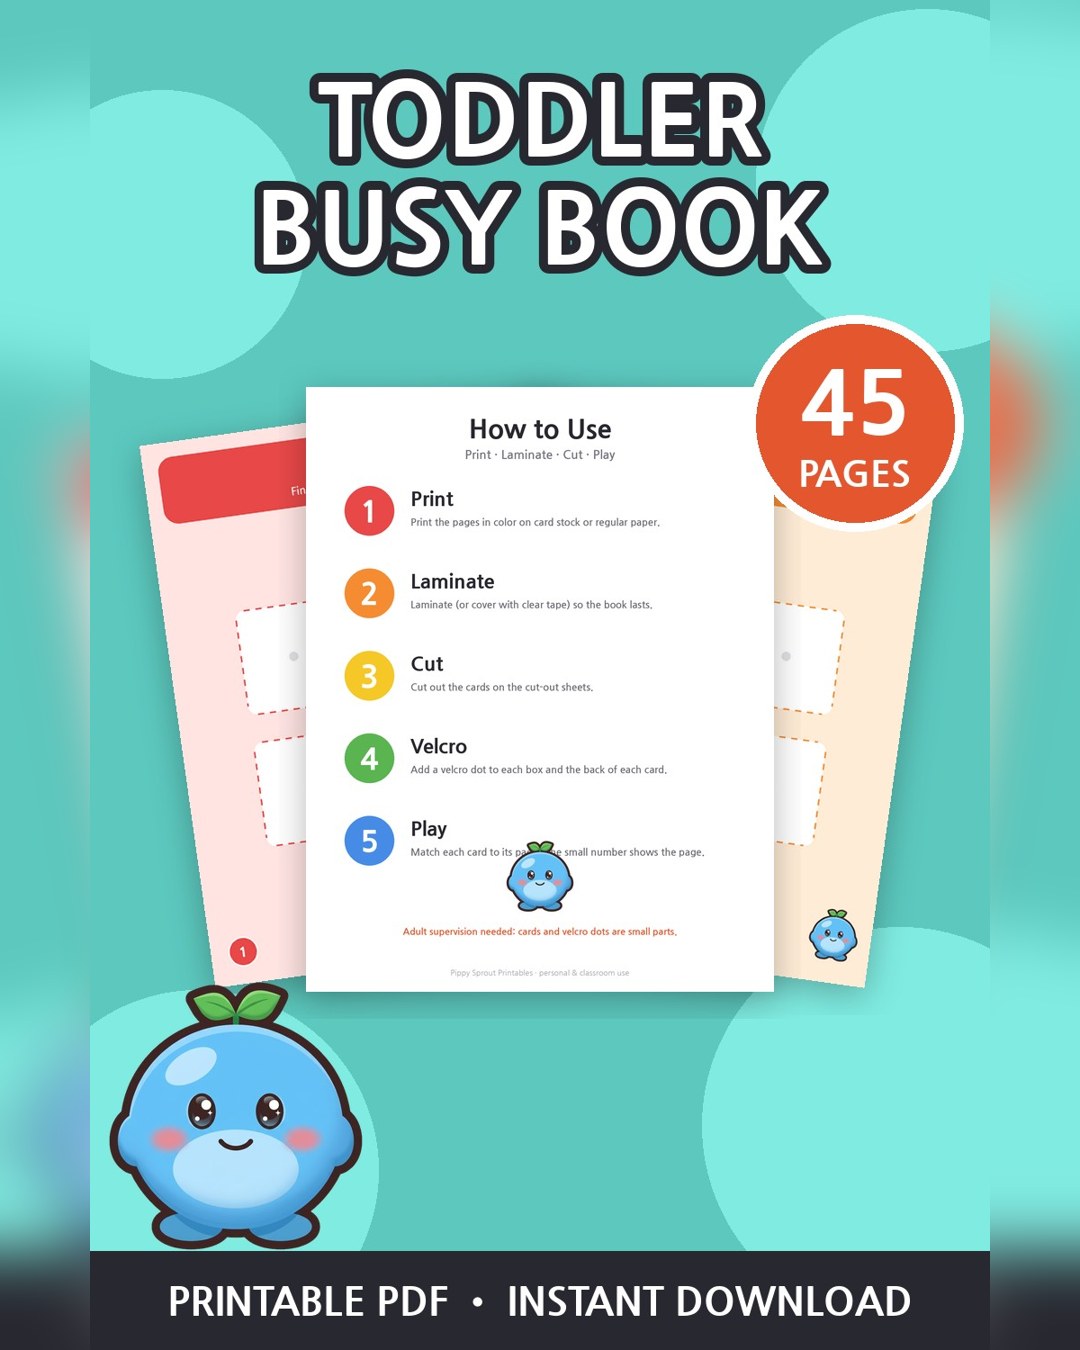 TODDLER
BUSY BOOK
45
PAGES
How to Use
Print · Laminate · Cut · Play
Fin
1
Print
Print the pages in color on card stock or regular paper.
2
Laminate
Laminate (or cover with clear tape) so the book lasts.
3
Cut
Cut out the cards on the cut-out sheets.
4
Velcro
Add a velcro dot to each box and the back of each card.
5
Play
Match each card to its small number shows the page.
Adult supervision needed: cards and velcro dots are small parts.
1
Pippy Sprout Printables · personal & classroom use
PRINTABLE PDF • INSTANT DOWNLOAD